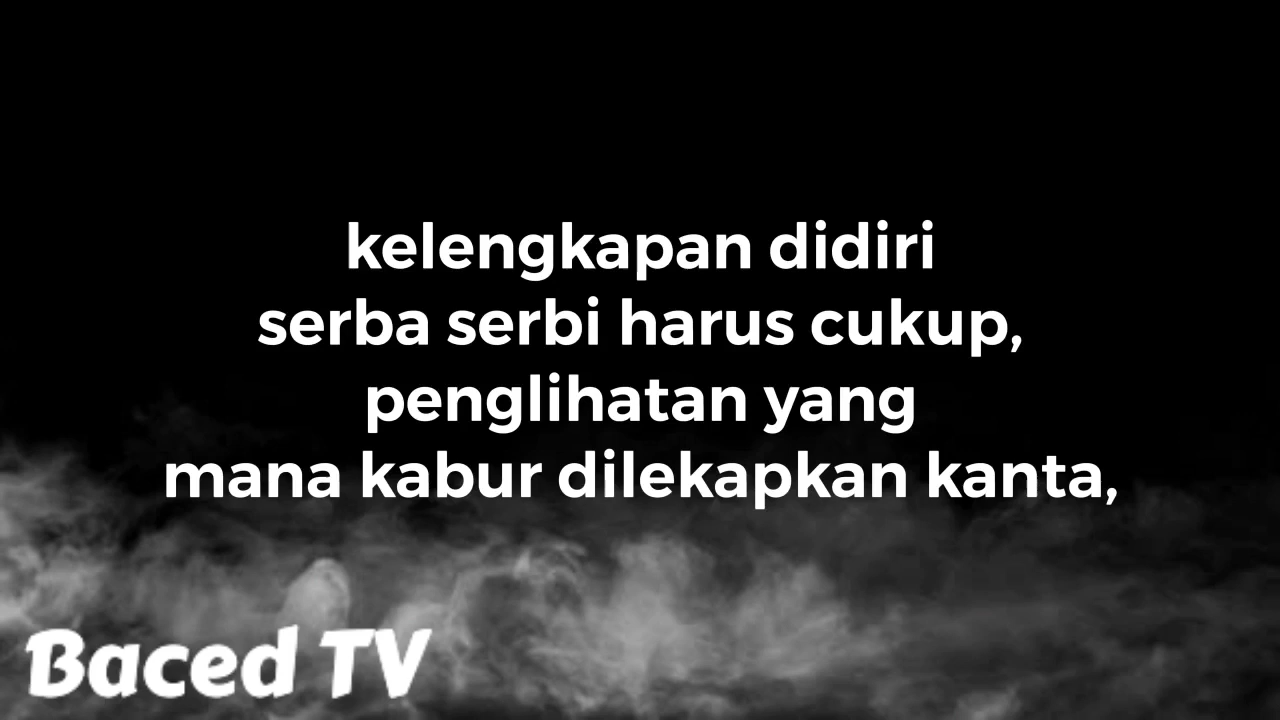 kelengkapan didiri
serba serbi harus cukup,
penglihatan yang
mana kabur dilekapkan kanta,
Baced TV